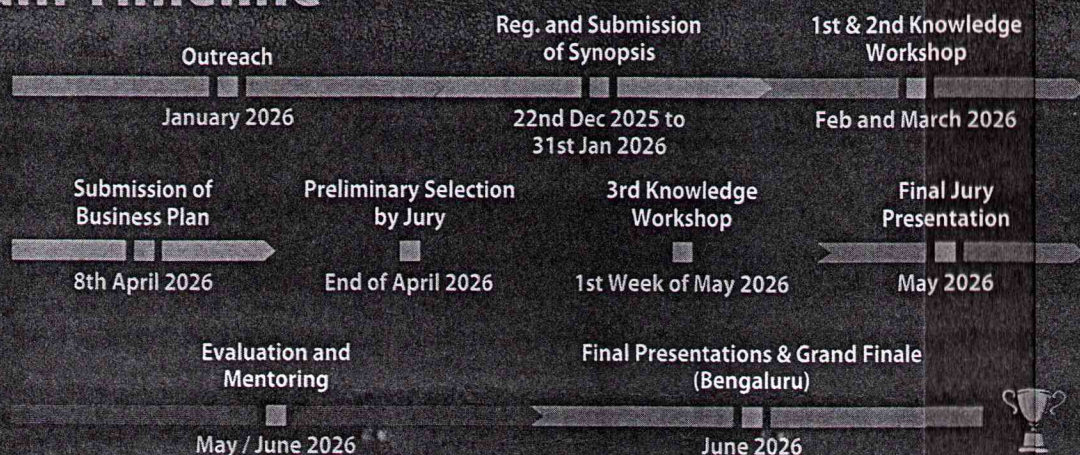 Timeline
Outreach
January 2026
Reg. and Submission
of Synopsis
22nd Dec 2025 to
31st Jan 2026
1st & 2nd Knowledge
Workshop
Feb and March 2026
Submission of
Business Plan
8th April 2026
Preliminary Selection
by Jury
End of April 2026
3rd Knowledge
Workshop
1st Week of May 2026
Final Jury
Presentation
May 2026
Evaluation and
Mentoring
May / June 2026
Final Presentations & Grand Finale
(Bengaluru)
June 2026